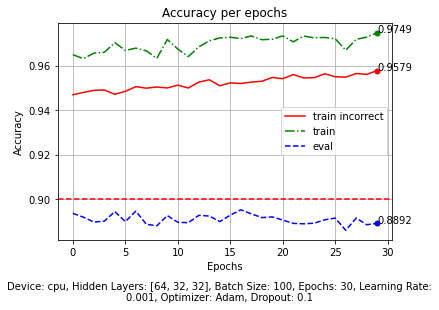 Accuracy per epochs
0.9749
0.9579
0.8892
0.96
0.94
0.92
0.90
Accuracy
train incorrect
train
eval
0 5 10 15 20 25 30
Epochs
Device: cpu, Hidden Layers: [64, 32, 32], Batch Size: 100, Epochs: 30, Learning Rate:
0.001, Optimizer: Adam, Dropout: 0.1